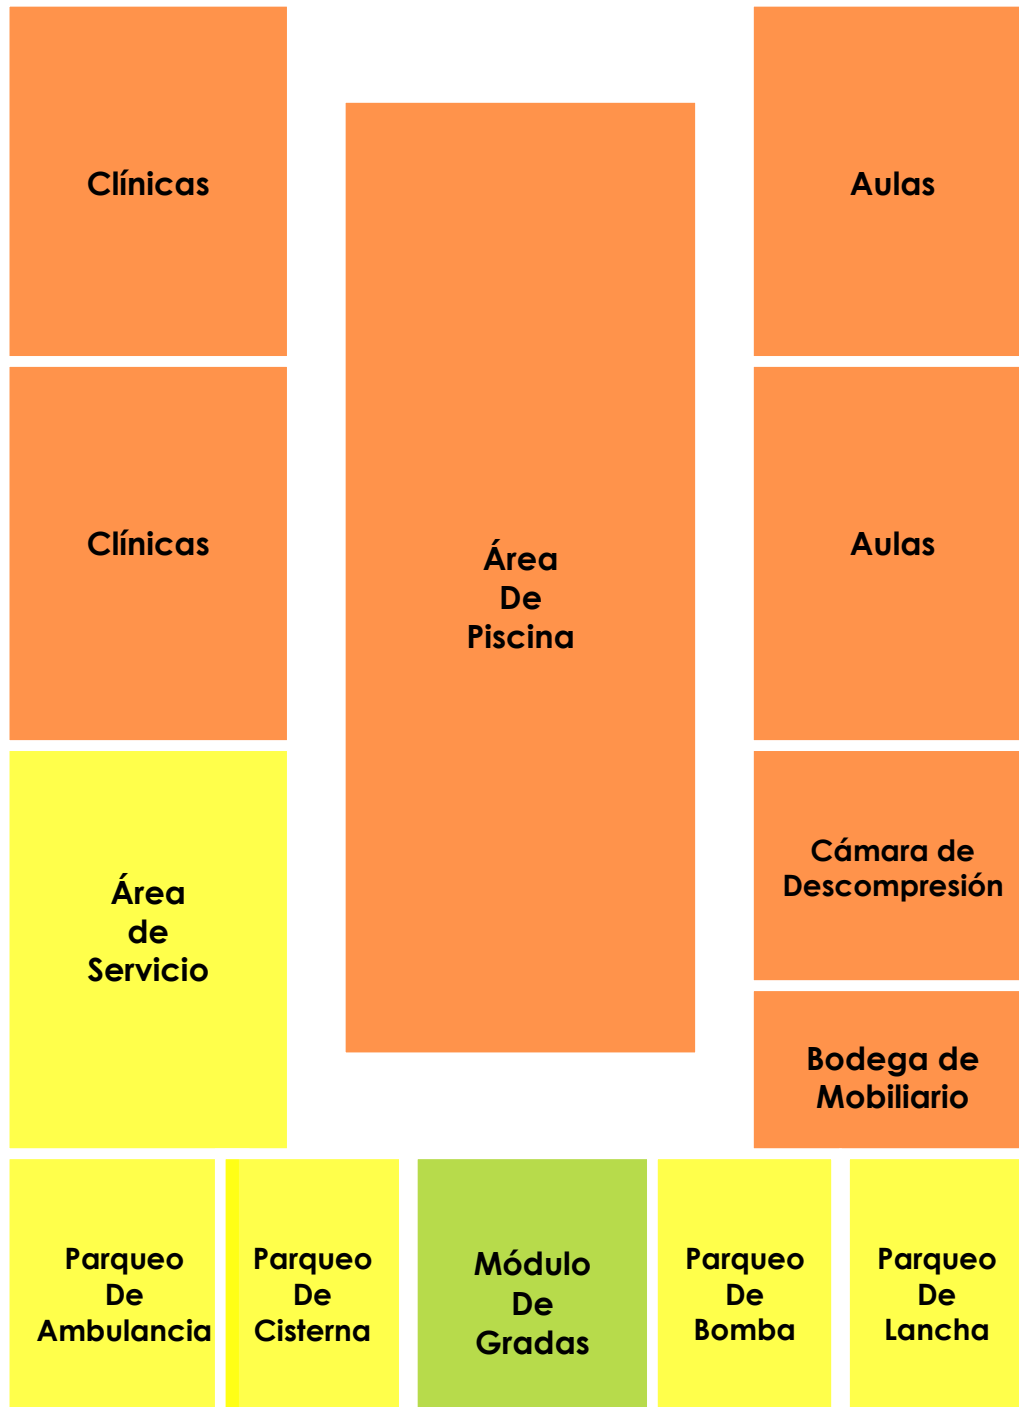 Clínicas
Aulas
Clínicas
Aulas
Área
De
Piscina
Área
de
Servicio
Cámara de
Descompresión
Bodega de
Mobiliario
Parqueo
De
Ambulancia
Parqueo
De
Cisterna
Módulo
De
Gradas
Parqueo
De
Bomba
Parqueo
De
Lancha